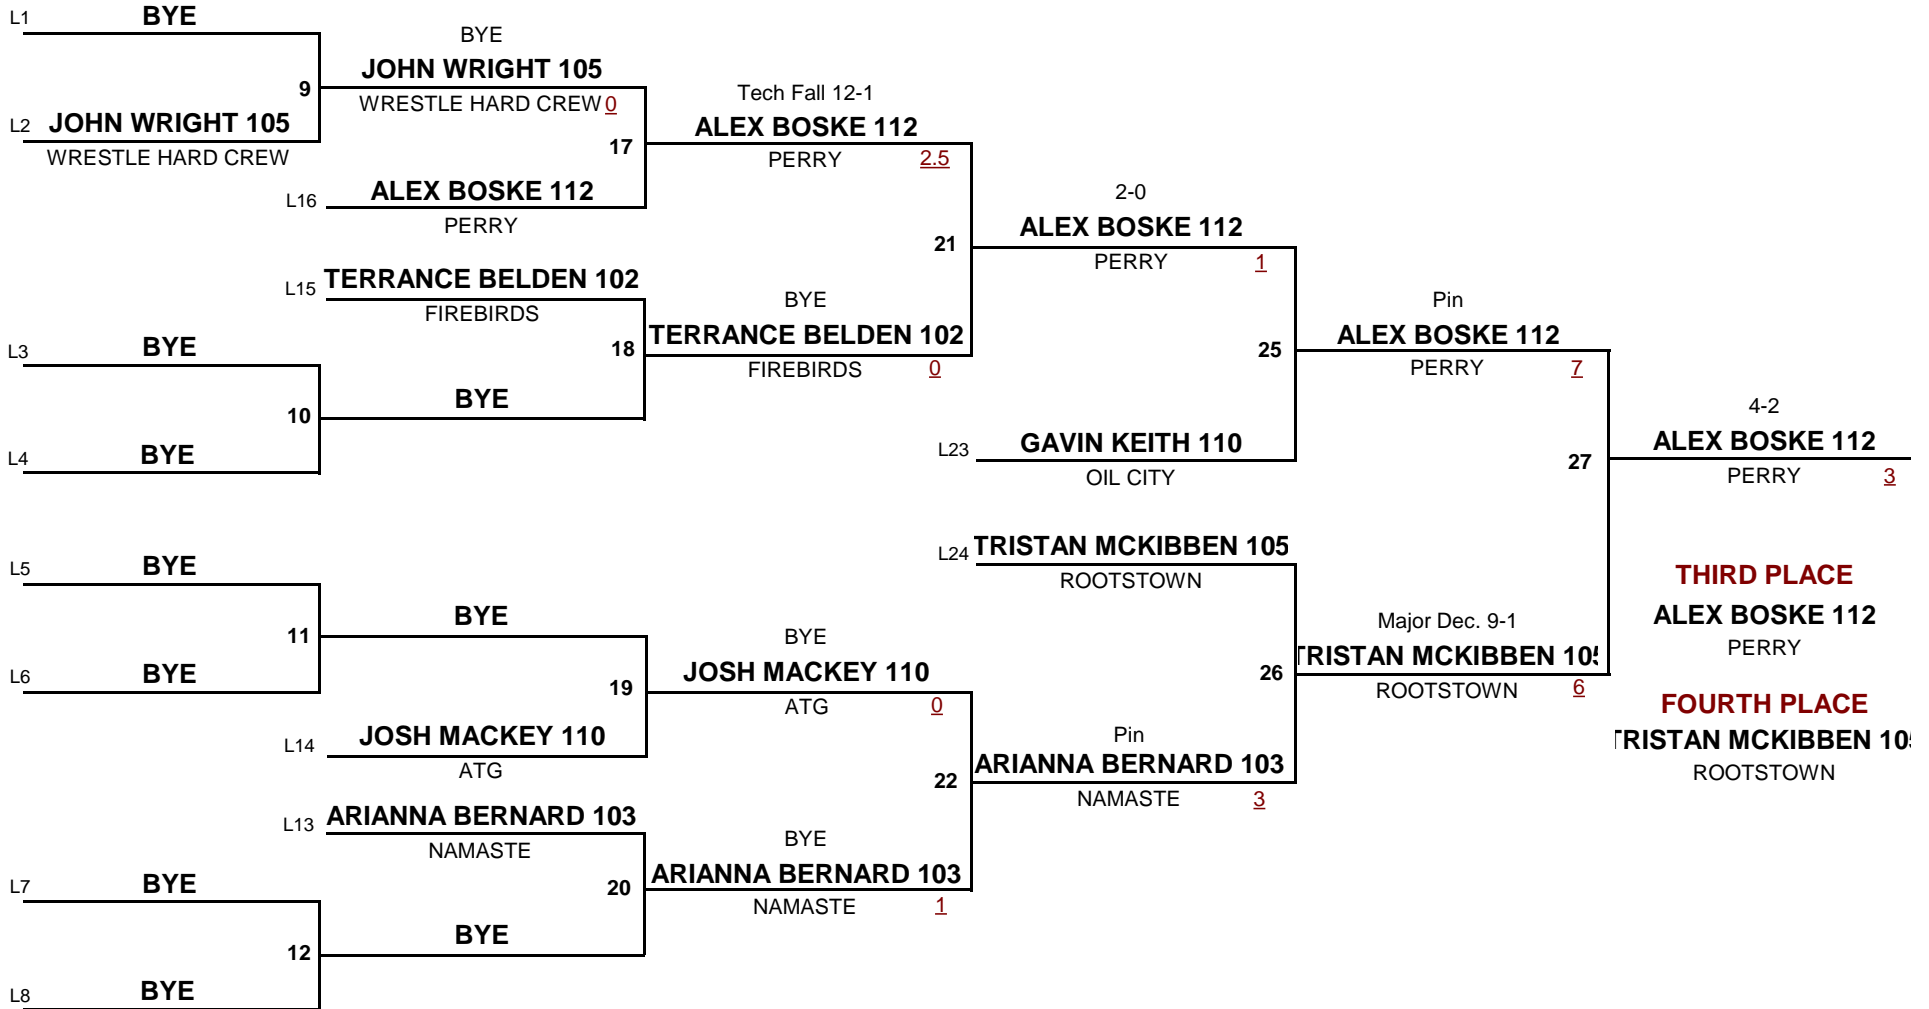 L1 BYE
BYE
JOHN WRIGHT 105
9
WRESTLE HARD CREW 0
L2 JOHN WRIGHT 105
WRESTLE HARD CREW
Tech Fall 12-1
ALEX BOSKE 112
17
PERRY 2.5
L16 ALEX BOSKE 112
PERRY
2-0
ALEX BOSKE 112
21
PERRY 1
L15 TERRANCE BELDEN 102
FIREBIRDS
BYE
18
TERRANCE BELDEN 102
FIREBIRDS 0
L3 BYE
10
BYE
L4 BYE
Pin
ALEX BOSKE 112
25
PERRY 7
L23 GAVIN KEITH 110
OIL CITY
4-2
ALEX BOSKE 112
27
PERRY 3
L24 TRISTAN MCKIBBEN 105
ROOTSTOWN
L5 BYE
11
BYE
L6 BYE
BYE
JOSH MACKEY 110
19
ATG 0
L14 JOSH MACKEY 110
ATG
Major Dec. 9-1
TRISTAN MCKIBBEN 105
26
ROOTSTOWN 6
Pin
ARIANNA BERNARD 103
22
NAMASTE 3
L13 ARIANNA BERNARD 103
NAMASTE
BYE
ARIANNA BERNARD 103
20
NAMASTE 1
L7 BYE
12
BYE
L8 BYE
THIRD PLACE
ALEX BOSKE 112
PERRY
FOURTH PLACE
TRISTAN MCKIBBEN 105
ROOTSTOWN